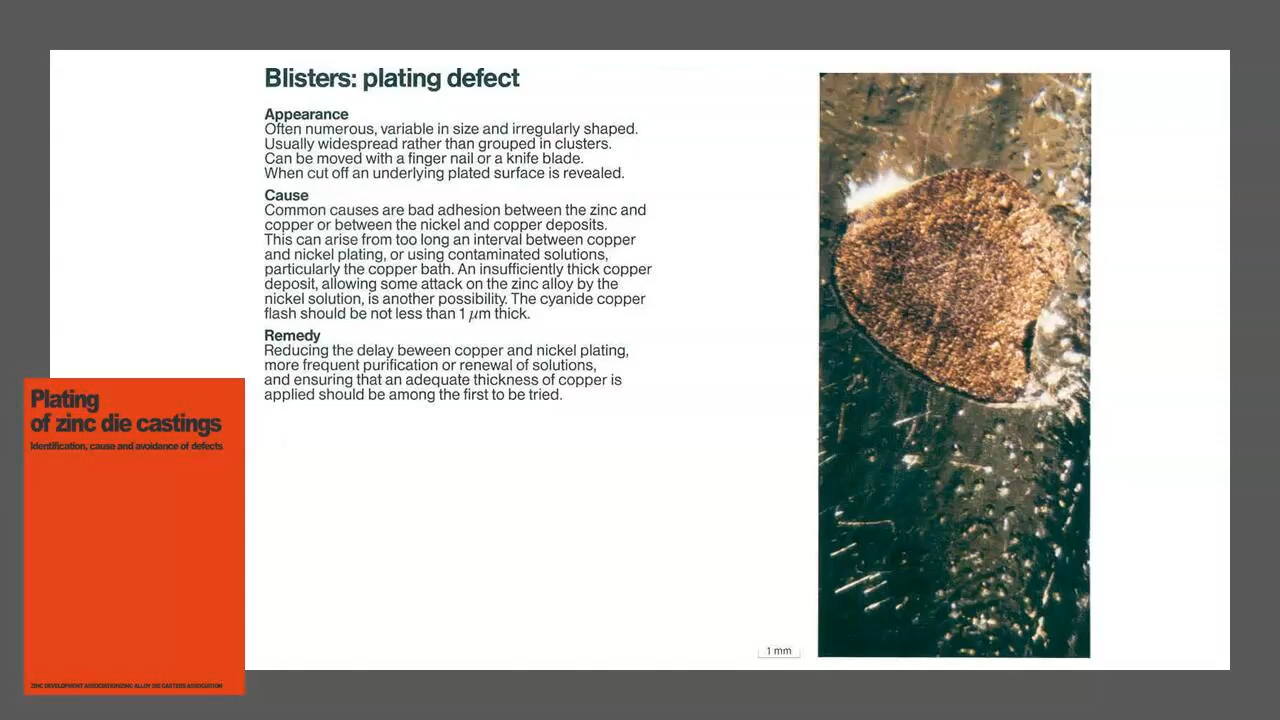 Blisters: plating defect
Appearance
Often numerous, variable in size and irregularly shaped.
Usually widespread rather than grouped in clusters.
Can be moved with a finger nail or a knife blade.
When cut off an underlying plated surface is revealed.
Cause
Common causes are bad adhesion between the zinc and
copper or between the nickel and copper deposits.
This can arise from too long an interval between copper
and nickel plating, or using contaminated solutions,
particularly the copper bath. An insufficiently thick copper
deposit, allowing some attack on the zinc alloy by the
nickel solution, is another possibility. The cyanide copper
flash should be not less than 1 μm thick.
Remedy
Reducing the delay beween copper and nickel plating,
more frequent purification or renewal of solutions,
and ensuring that an adequate thickness of copper is
applied should be among the first to be tried.
1 mm
Plating
of zinc die castings
Identification, cause and avoidance of defects
ZINC DEVELOPMENT ASSOCIATION/ZINC ALLOY DIE CASTERS ASSOCIATION